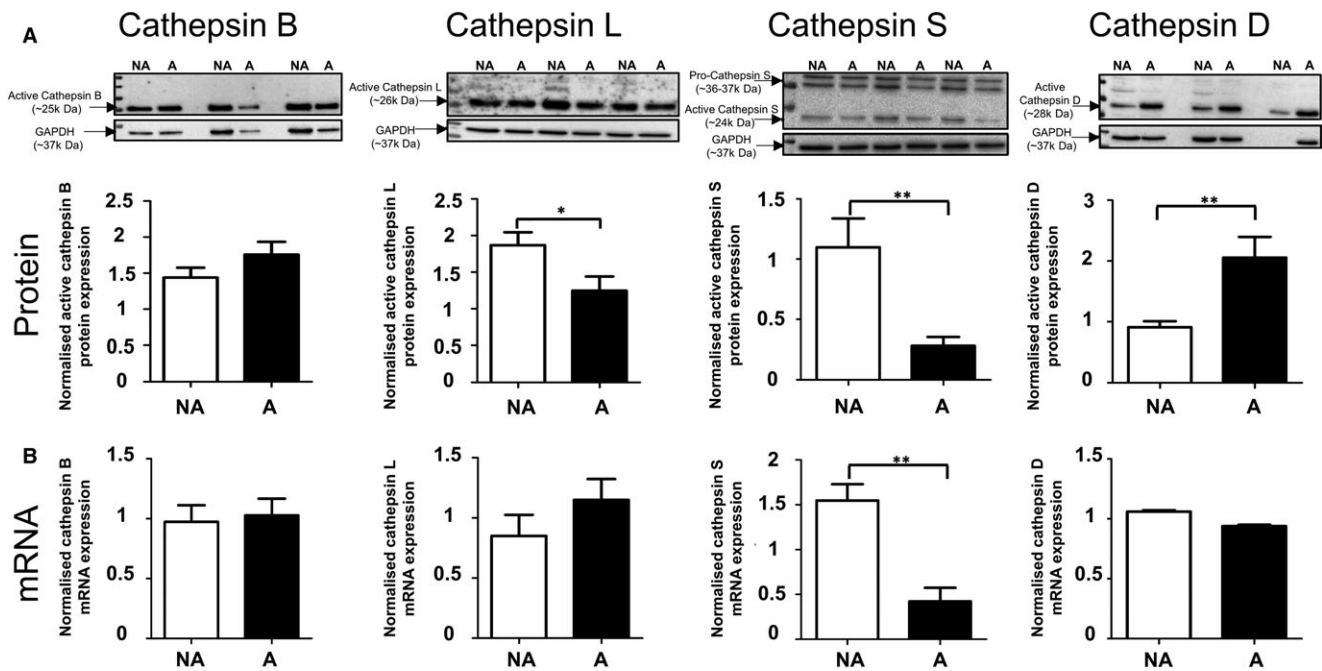 A
Cathepsin B
Cathepsin L
Cathepsin S
Cathepsin D
NA A NA A NA A
Active Cathepsin B
(~25k Da)
GAPDH
(~37k Da)
NA A NA A NA A
Active Cathepsin L
(~26k Da)
GAPDH
(~37k Da)
NA A NA A NA A
Pro-Cathepsin S
(~36-37k Da)
Active Cathepsin S
(~24k Da)
GAPDH
(~37k Da)
NA A NA A NA A
Active
Cathepsin D
(~28k Da)
GAPDH
(~37k Da)
Protein
Normalised active cathepsin B
protein expression
2.5
2
1.5
1
0.5
0
NA A
Normalised active cathepsin L
protein expression
2.5
2
1.5
1
0.5
0
*
NA A
Normalised active cathepsin S
protein expression
1.5
1
0.5
0
**
NA A
Normalised active cathepsin D
protein expression
3
2
1
0
**
NA A
B
mRNA
Normalised cathepsin B
mRNA expression
1.5
1
0.5
0
NA A
Normalised cathepsin L
mRNA expression
1.5
1
0.5
0
NA A
Normalised cathepsin S
mRNA expression
2
1.5
1
0.5
0
**
NA A
Normalised cathepsin D
mRNA expression
1.5
1
0.5
0
NA A